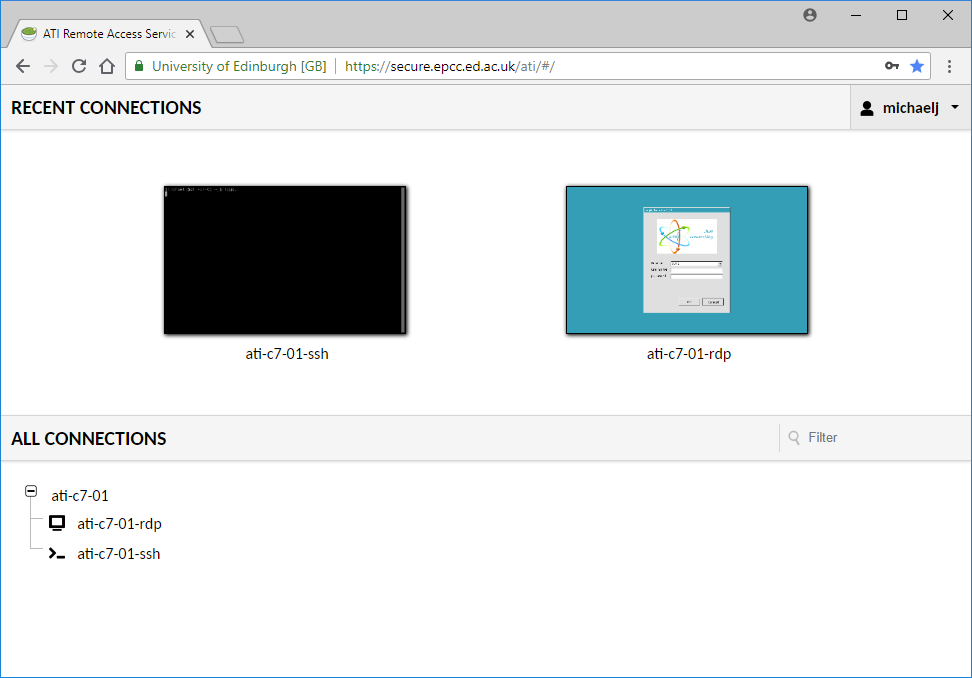 ATI Remote Access Servic
University of Edinburgh [GB] https://secure.epcc.ed.ac.uk/ati/#/
RECENT CONNECTIONS
michaelj
ati-c7-01-ssh
ati-c7-01-rdp
ALL CONNECTIONS
Filter
ati-c7-01
ati-c7-01-rdp
ati-c7-01-ssh